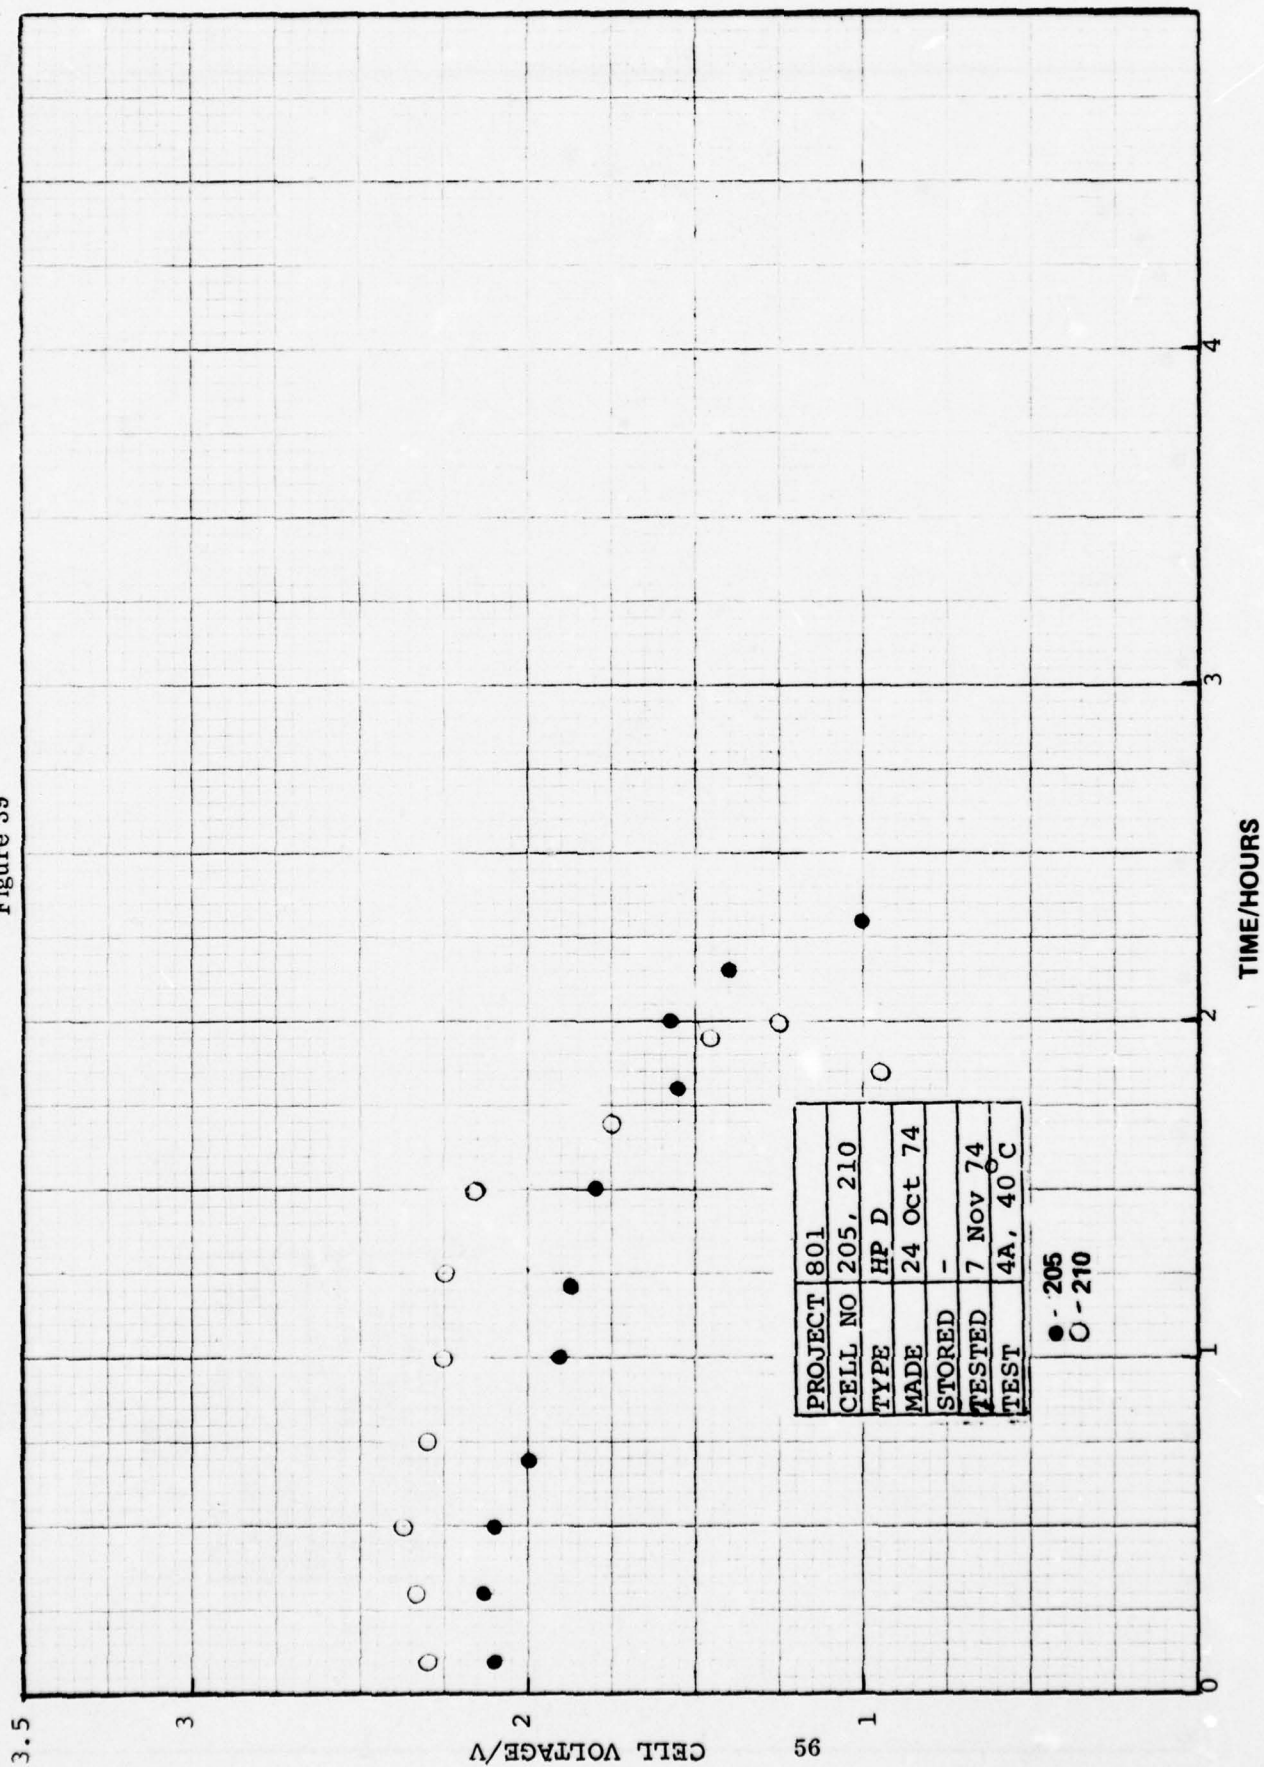 Figure 39
3.5
3
2
1
CELL VOLTAGE/V
56
PROJECT 801
CELL NO 205, 210
TYPE HP D
MADE 24 Oct 74
STORED -
TESTED 7 Nov 74
TEST 4A, 40°C
● - 205
○ - 210
0 1 2 3 4
TIME/HOURS